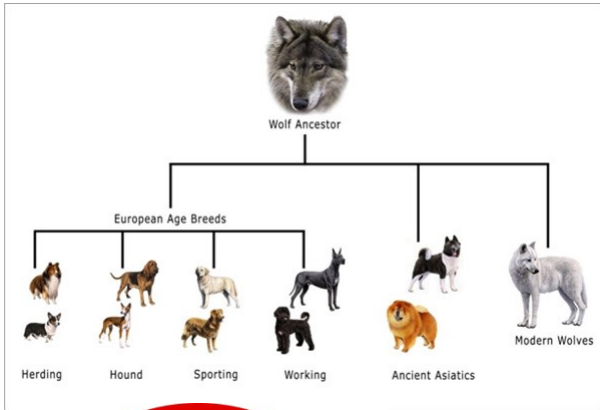 Wolf Ancestor
European Age Breeds
Modern Wolves
Herding
Hound
Sporting
Working
Ancient Asiatics